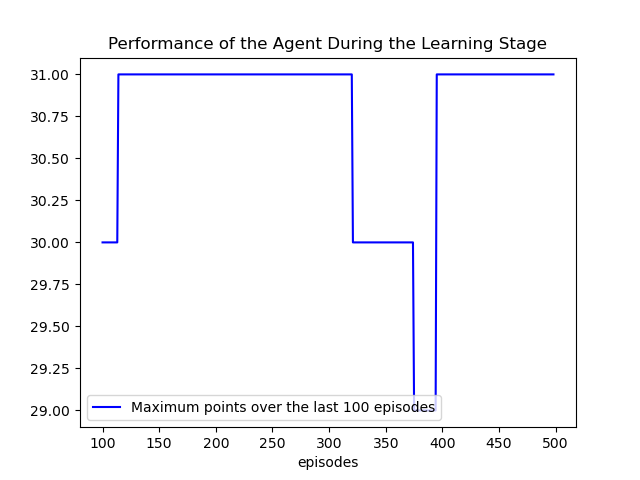 Performance of the Agent During the Learning Stage
31.00
30.75
30.50
30.25
30.00
29.75
29.50
29.25
29.00
Maximum points over the last 100 episodes
100 150 200 250 300 350 400 450 500
episodes